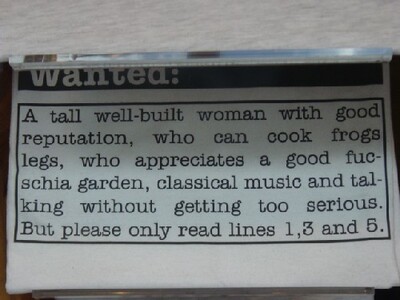 Wanted:
A tall well-built woman with good
reputation, who can cook frogs
legs, who appreciates a good fuc-
schia garden, classical music and tal-
king without getting too serious.
But please only read lines 1,3 and 5.